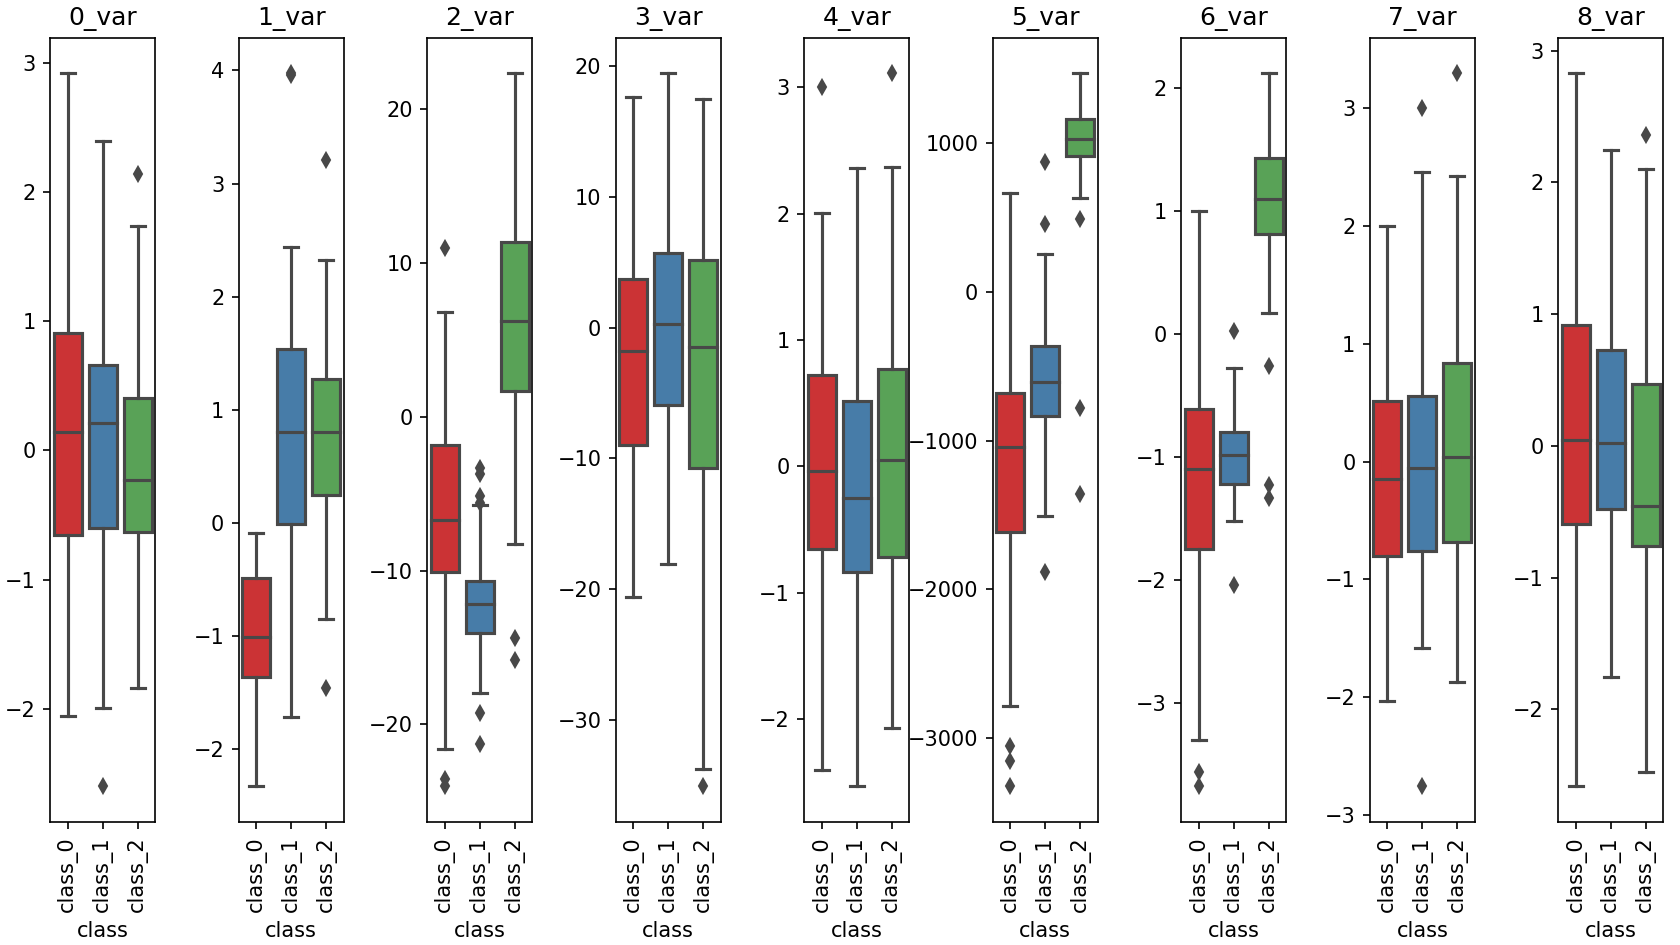 0_var 1_var 2_var 3_var 4_var 5_var 6_var 7_var 8_var
3
2
1
0
−1
−2
class_0
class_1
class_2
class
4
3
2
1
0
−1
−2
class_0
class_1
class_2
class
20
10
0
−10
−20
class_0
class_1
class_2
class
20
10
0
−10
−20
−30
class_0
class_1
class_2
class
3
2
1
0
−1
−2
class_0
class_1
class_2
class
1000
0
−1000
−2000
−3000
class_0
class_1
class_2
class
2
1
0
−1
−2
−3
class_0
class_1
class_2
class
3
2
1
0
−1
−2
−3
class_0
class_1
class_2
class
3
2
1
0
−1
−2
class_0
class_1
class_2
class